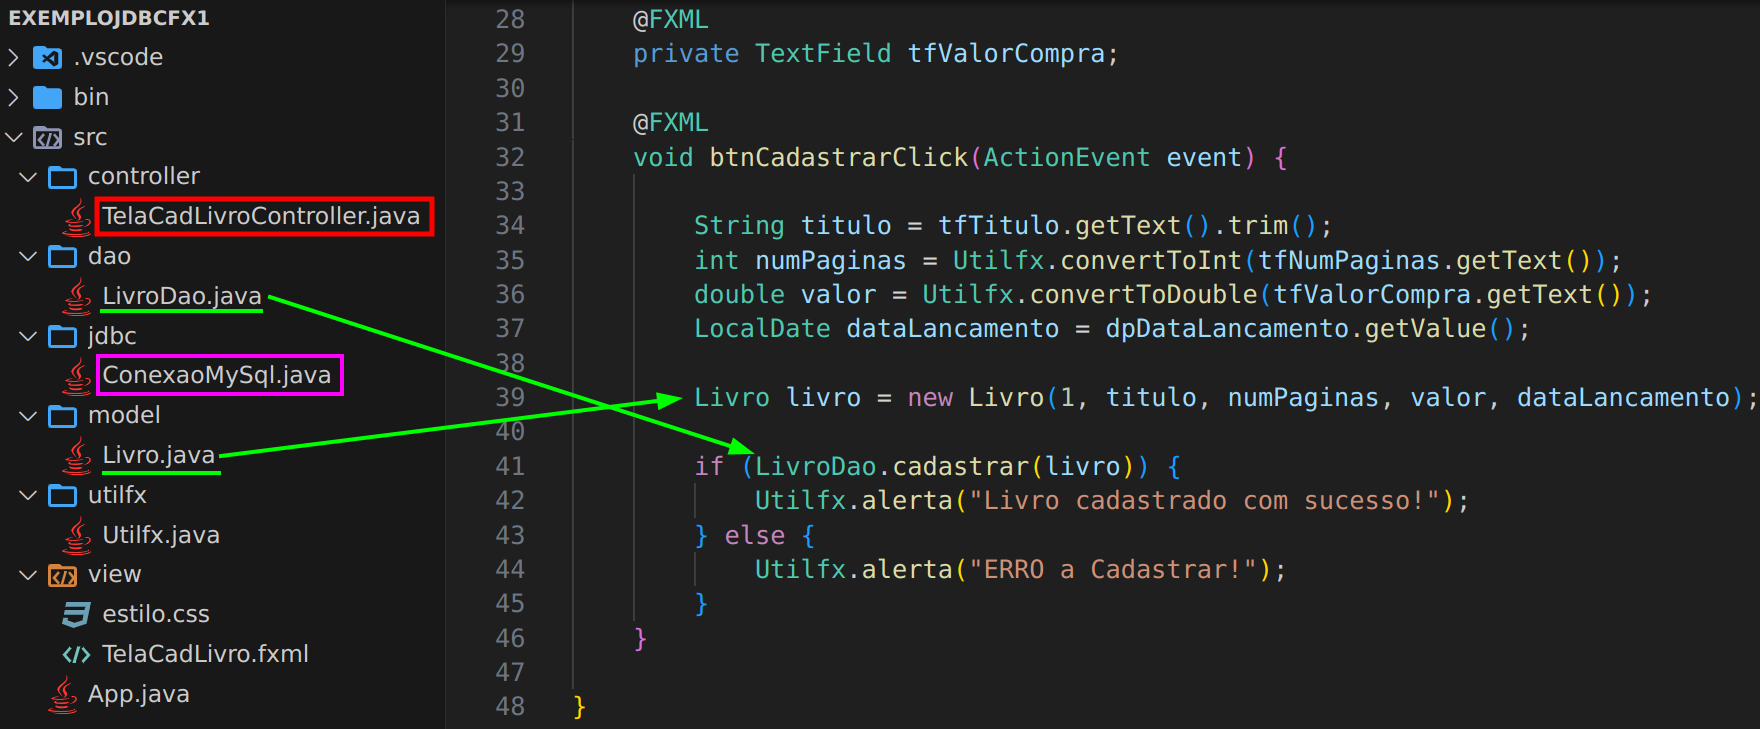 EXEMPLOJDBCFX1
.vscode
bin
src
controller
TelaCadLivroController.java
dao
LivroDao.java
jdbc
ConexaoMySql.java
model
Livro.java
utilfx
Utilfx.java
view
estilo.css
TelaCadLivro.fxml
App.java
28 @FXML
29 private TextField tfValorCompra;
30
31 @FXML
32 void btnCadastrarClick(ActionEvent event) {
33
34 String titulo = tfTitulo.getText().trim();
35 int numPaginas = Utilfx.convertToInt(tfNumPaginas.getText());
36 double valor = Utilfx.convertToDouble(tfValorCompra.getText());
37 LocalDate dataLancamento = dpDataLancamento.getValue();
38
39 Livro livro = new Livro(1, titulo, numPaginas, valor, dataLancamento);
40
41 if (LivroDao.cadastrar(livro)) {
42 Utilfx.alerta("Livro cadastrado com sucesso!");
43 } else {
44 Utilfx.alerta("ERRO a Cadastrar!");
45 }
46 }
47
48 }